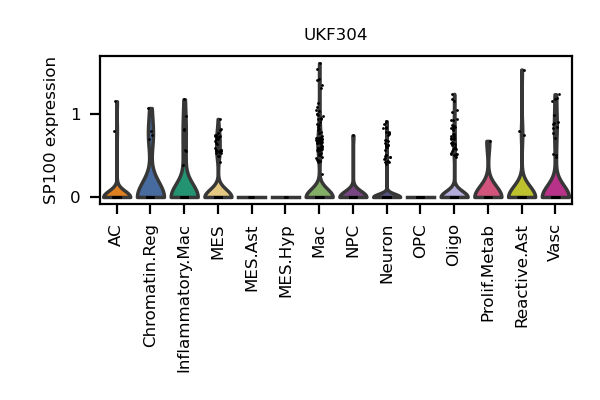 UKF304
SP100 expression
1
0
AC
Chromatin.Reg
Inflammatory.Mac
MES
MES.Ast
MES.Hyp
Mac
NPC
Neuron
OPC
Oligo
Prolif.Metab
Reactive.Ast
Vasc